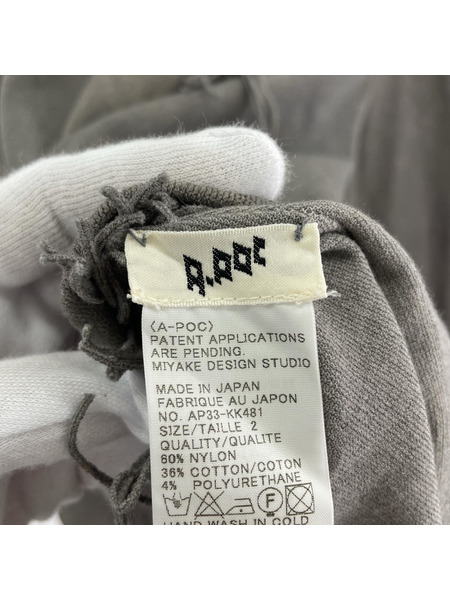 A-POC
〈A-POC〉
PATENT APPLICATIONS
ARE PENDING.
MIYAKE DESIGN STUDIO
MADE IN JAPAN
FABRIQUE AU JAPON
NO. AP33-KK481
SIZE/TAILLE 2
QUALITY/QUALITE
60% NYLON
36% COTTON/COTON
4% POLYURETHANE
F
HAND WASH IN COLD